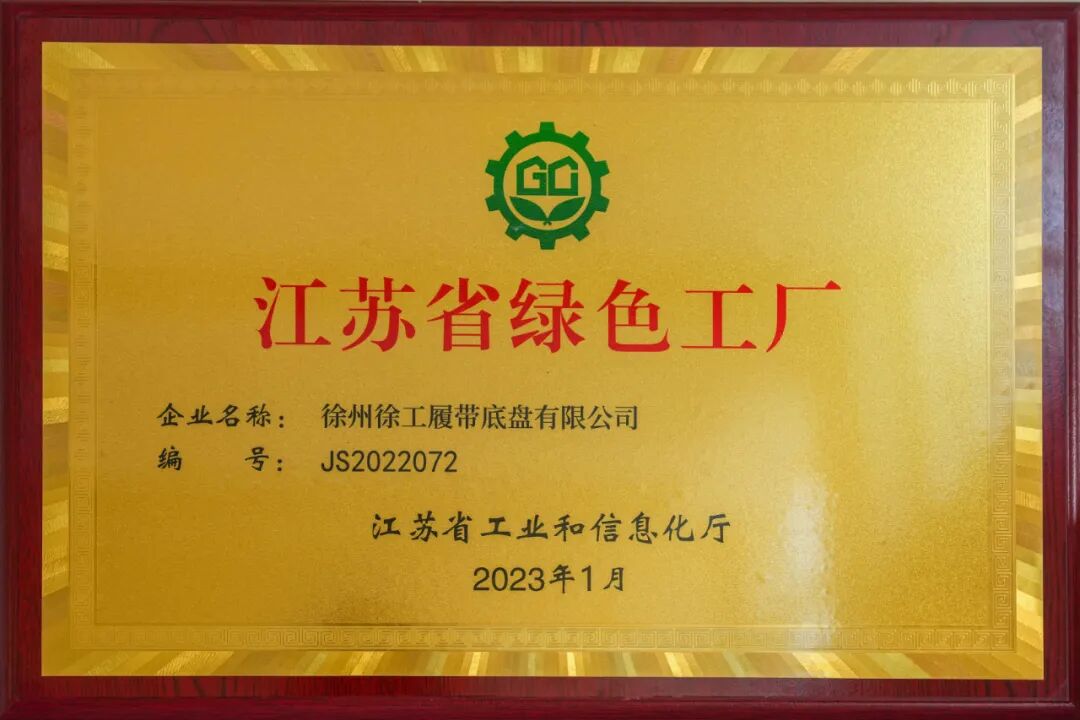 GC
江苏省绿色工厂
企业名称： 徐州徐工履带底盘有限公司
编 号： JS2022072
江苏省工业和信息化厅
2023年1月